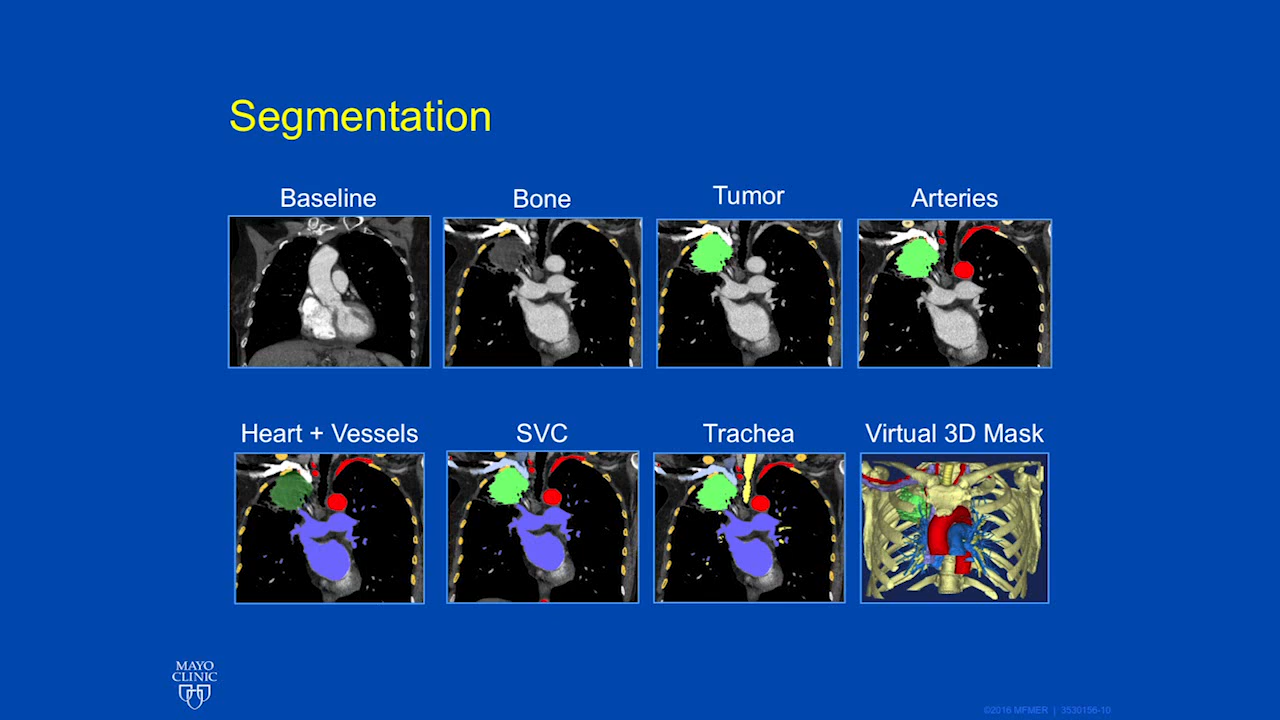 Segmentation
Baseline
Bone
Tumor
Arteries
Heart + Vessels
SVC
Trachea
Virtual 3D Mask
MAYO
CLINIC
©2016 MFMER | 3530156-10